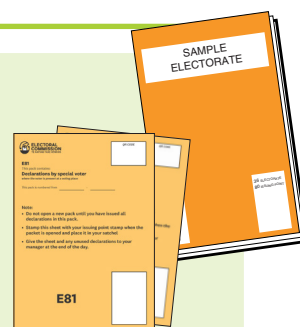 SAMPLE
ELECTORATE
ELECTORAL
COMMISSION
E81
This pack contains
Declarations by special voter
Note:
• Do not open a new pack until you have issued all
declarations in this pack.
• Stamp this sheet with your issuing point stamp when the
packet is opened and place it in your satchel
• Give the sheet and any unused declarations to your
manager at the end of the day.
E81